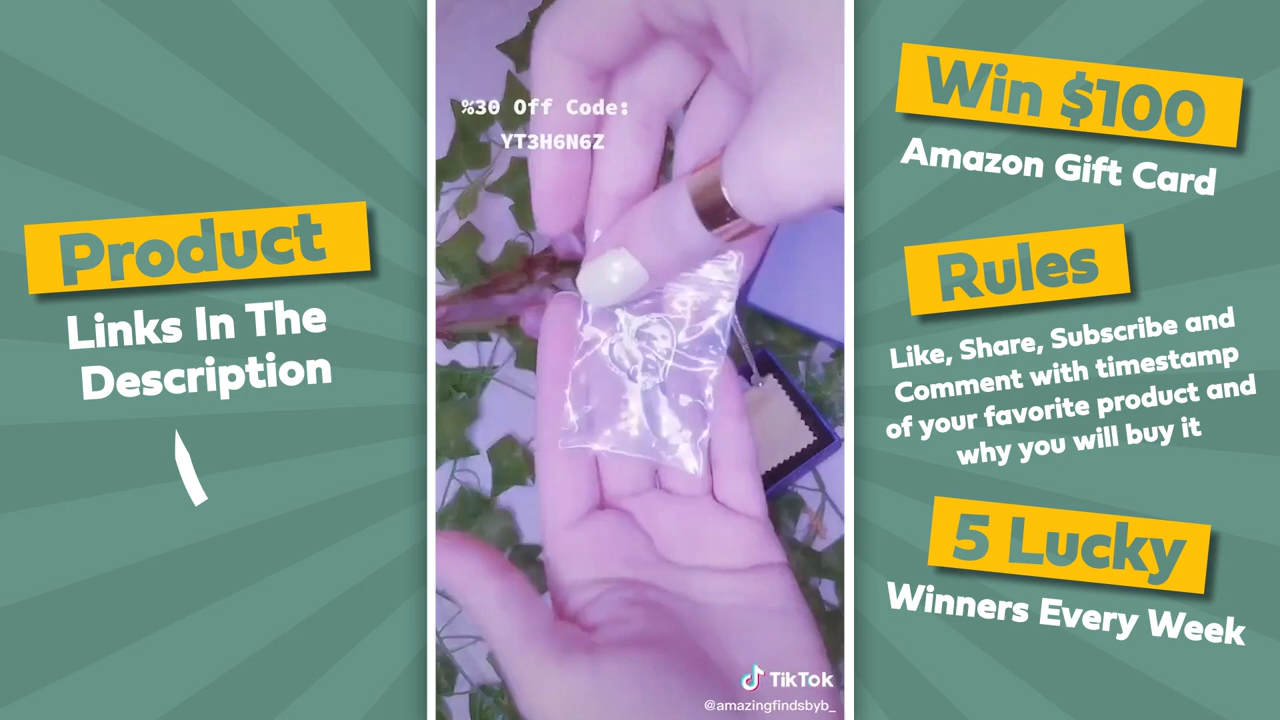 Product
Links In The
Description
%30 Off Code:
YT3H6N6Z
TikTok
@amazingfindsbyb_
Win $100
Amazon Gift Card
Rules
Like, Share, Subscribe and
Comment with timestamp
of your favorite product and
why you will buy it
5 Lucky
Winners Every Week